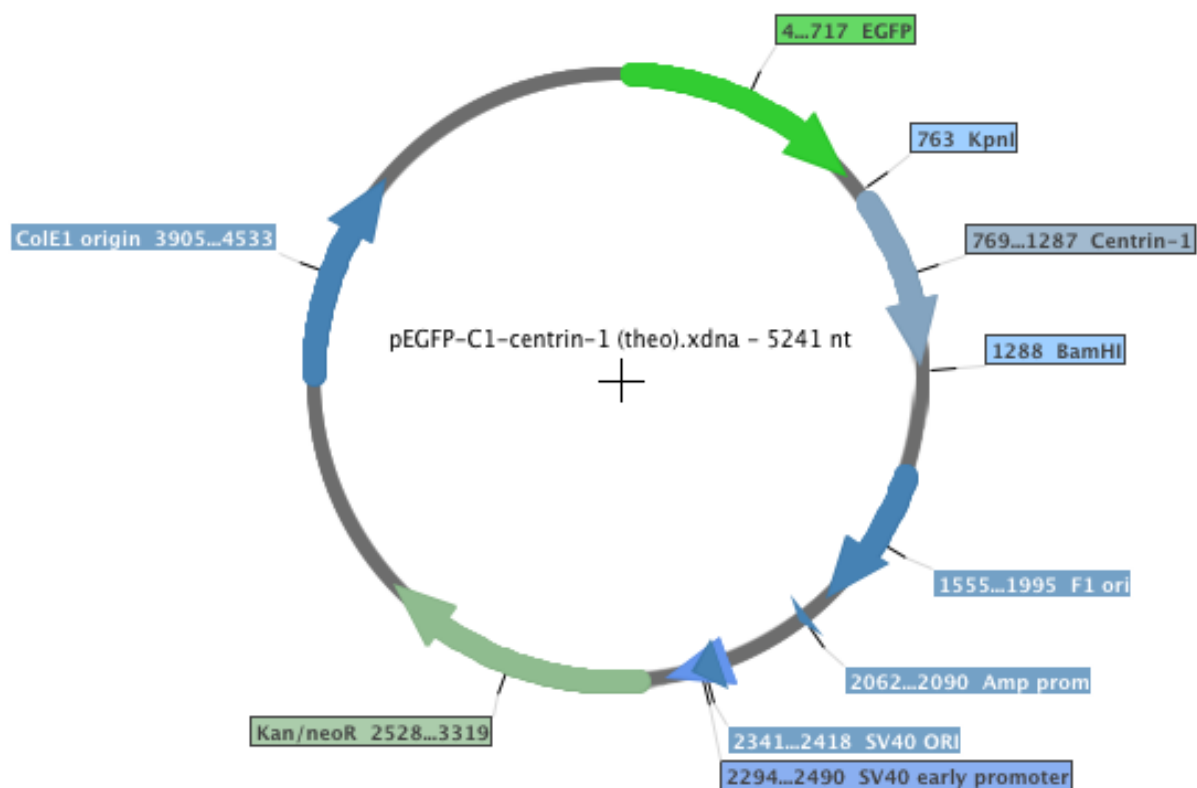 4...717 EGFP
763 KpnI
ColE1 origin 3905...4533
769...1287 Centrin-1
pEGFP-C1-centrin-1 (theo).xdna - 5241 nt
1288 BamHI
1555...1995 F1 ori
2062...2090 Amp prom
Kan/neoR 2528...3319
2341...2418 SV40 ORI
2294...2490 SV40 early promoter